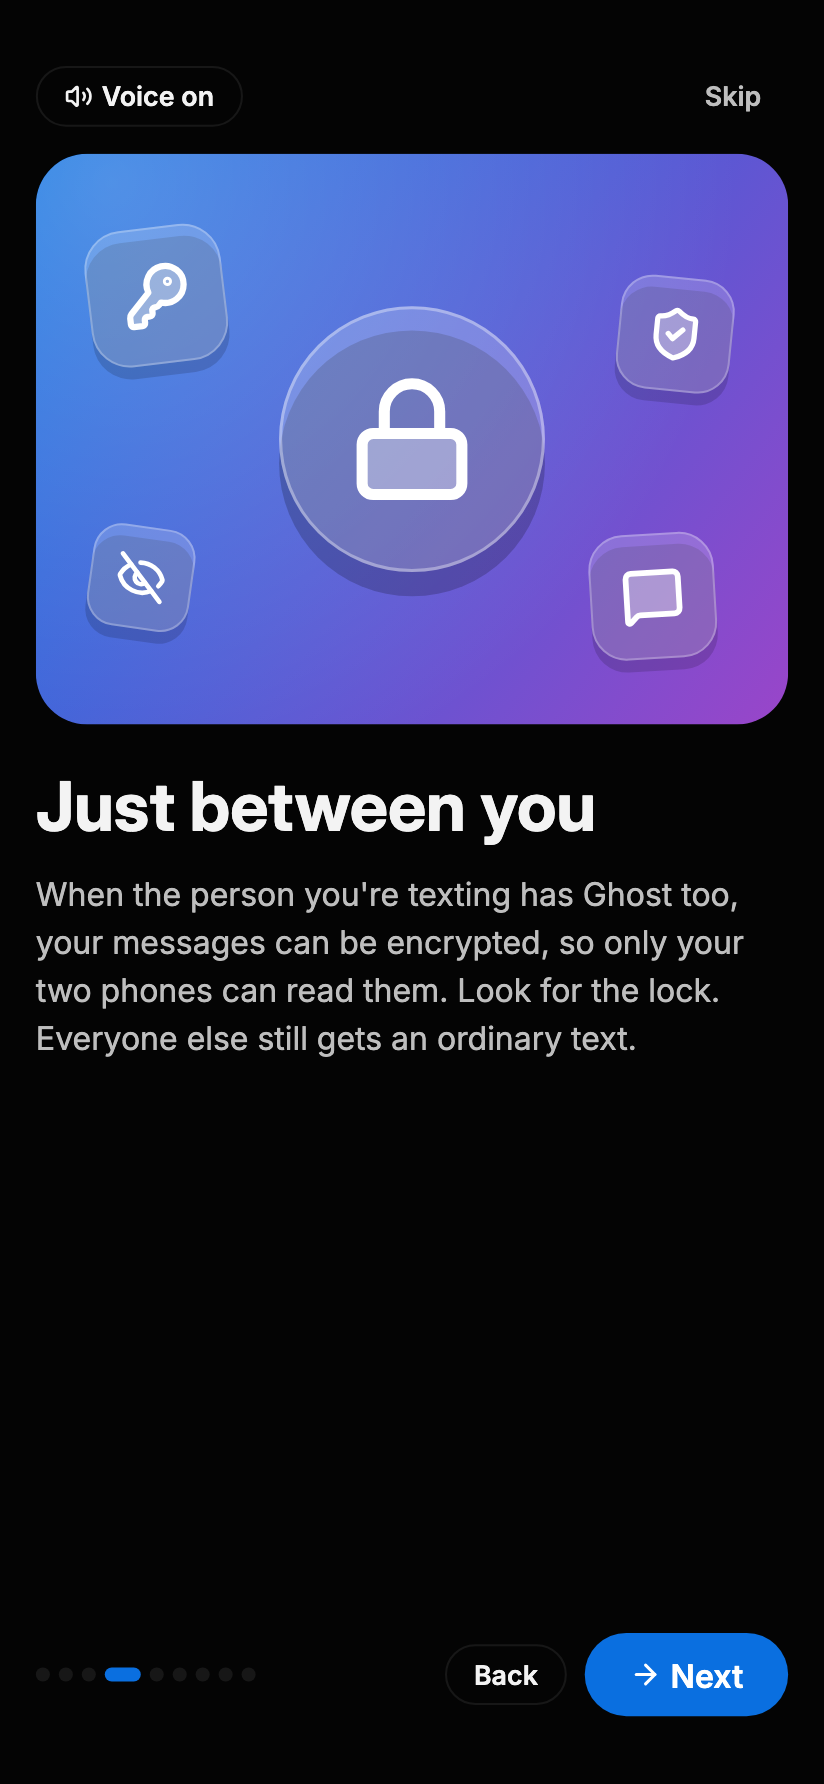 Voice on
Skip
Just between you
When the person you're texting has Ghost too,
your messages can be encrypted, so only your
two phones can read them. Look for the lock.
Everyone else still gets an ordinary text.
Back
Next